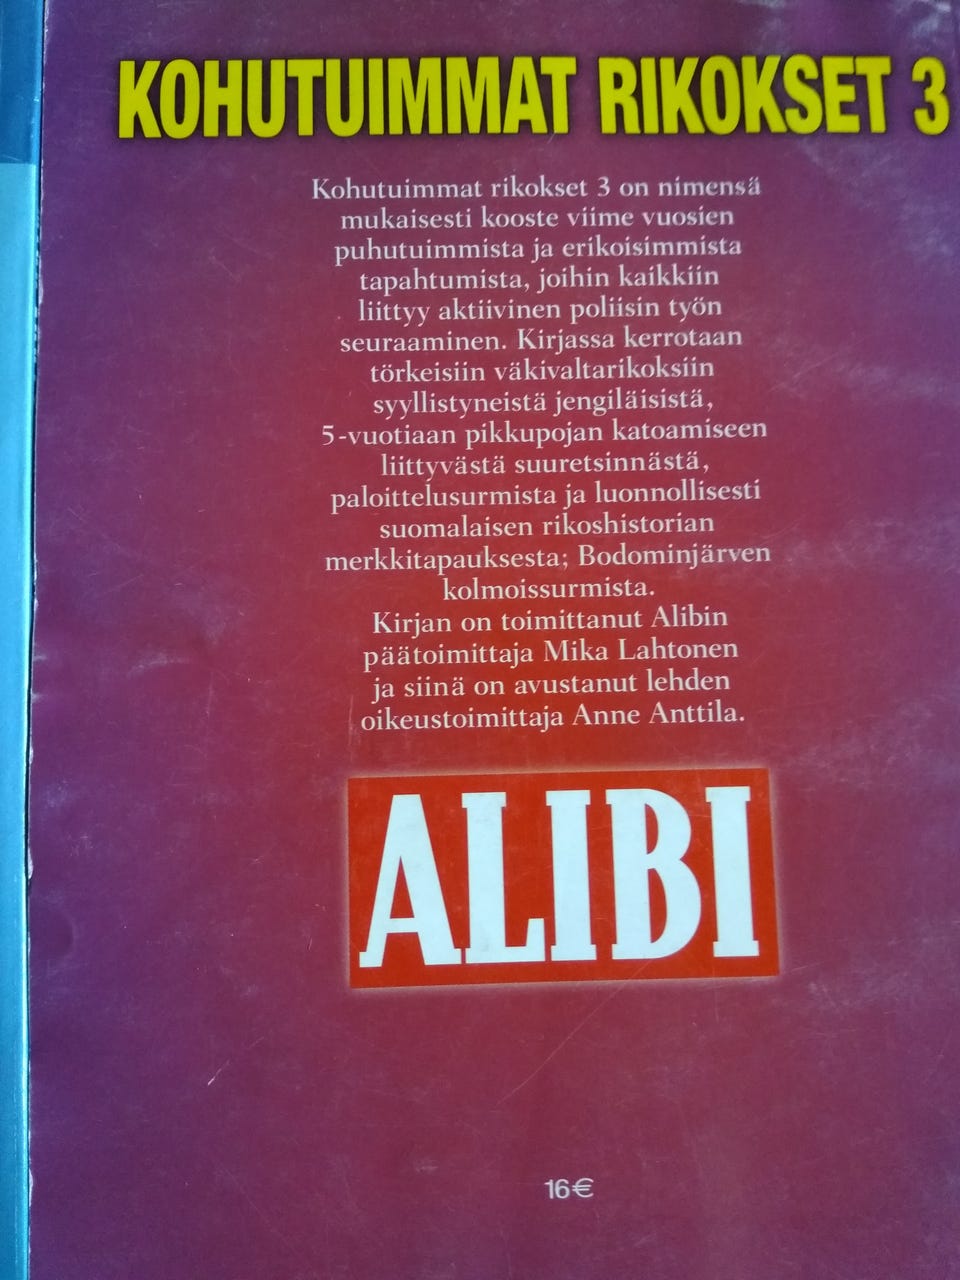 KOHUTUIMMAT RIKOKSET 3
Kohutuimmat rikokset 3 on nimensä
mukaisesti kooste viime vuosien
puhutuimmista ja erikoisimmista
tapahtumista, joihin kaikkiin
liittyy aktiivinen poliisin työn
seuraaminen. Kirjassa kerrotaan
törkeisiin väkivaltarikoksiin
syyllistyneistä jengiläisistä,
5-vuotiaan pikkupojan katoamiseen
liittyvästä suuretsinnästä,
paloittelusurmista ja luonnollisesti
suomalaisen rikoshistorian
merkkitapauksesta; Bodominjärven
kolmoissurmista.
Kirjan on toimittanut Alibin
päätoimittaja Mika Lahtonen
ja siinä on avustanut lehden
oikeustoimittaja Anne Anttila.
ALIBI
16€